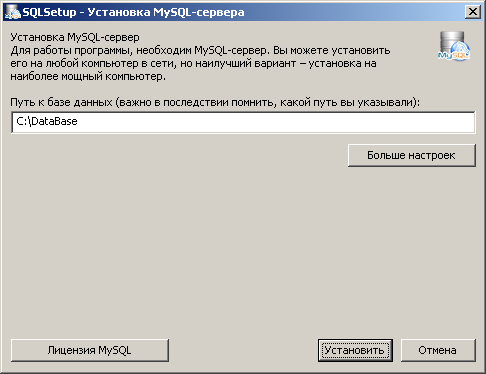 SQLSetup - Установка MySQL-сервера
Установка MySQL-сервер
Для работы программы, необходим MySQL-сервер. Вы можете установить
его на любой компьютер в сети, но наилучший вариант – установка на
наиболее мощный компьютер.
MySQL
Путь к базе данных (важно в последствии помнить, какой путь вы указывали):
C:\DataBase
Больше настроек
Лицензия MySQL
Установить
Отмена